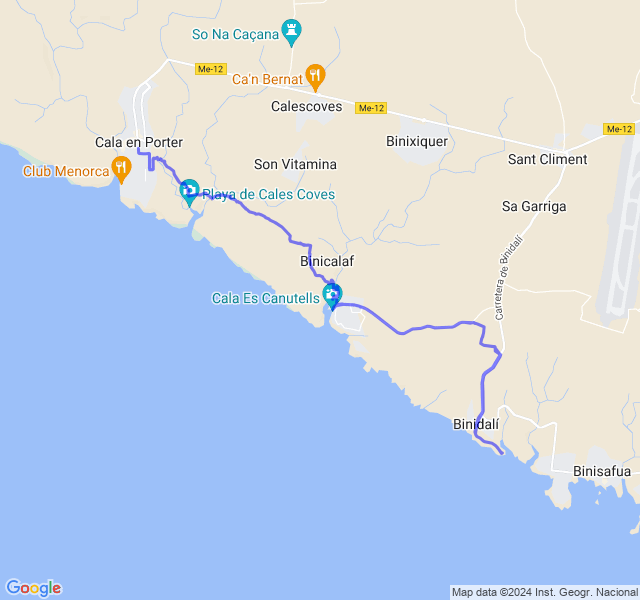 So Na Caçana
Me-12
Ca'n Bernat
Calescoves
Me-12
Me-12
Cala en Porter
Binixiquer
Club Menorca
Son Vitamina
Sant Climent
Playa de Cales Coves
Sa Garriga
Carretera de Binidalí
Binicalaf
Cala Es Canutells
Binidalí
Binisafua
Google
Map data ©2024 Inst. Geogr. Nacional